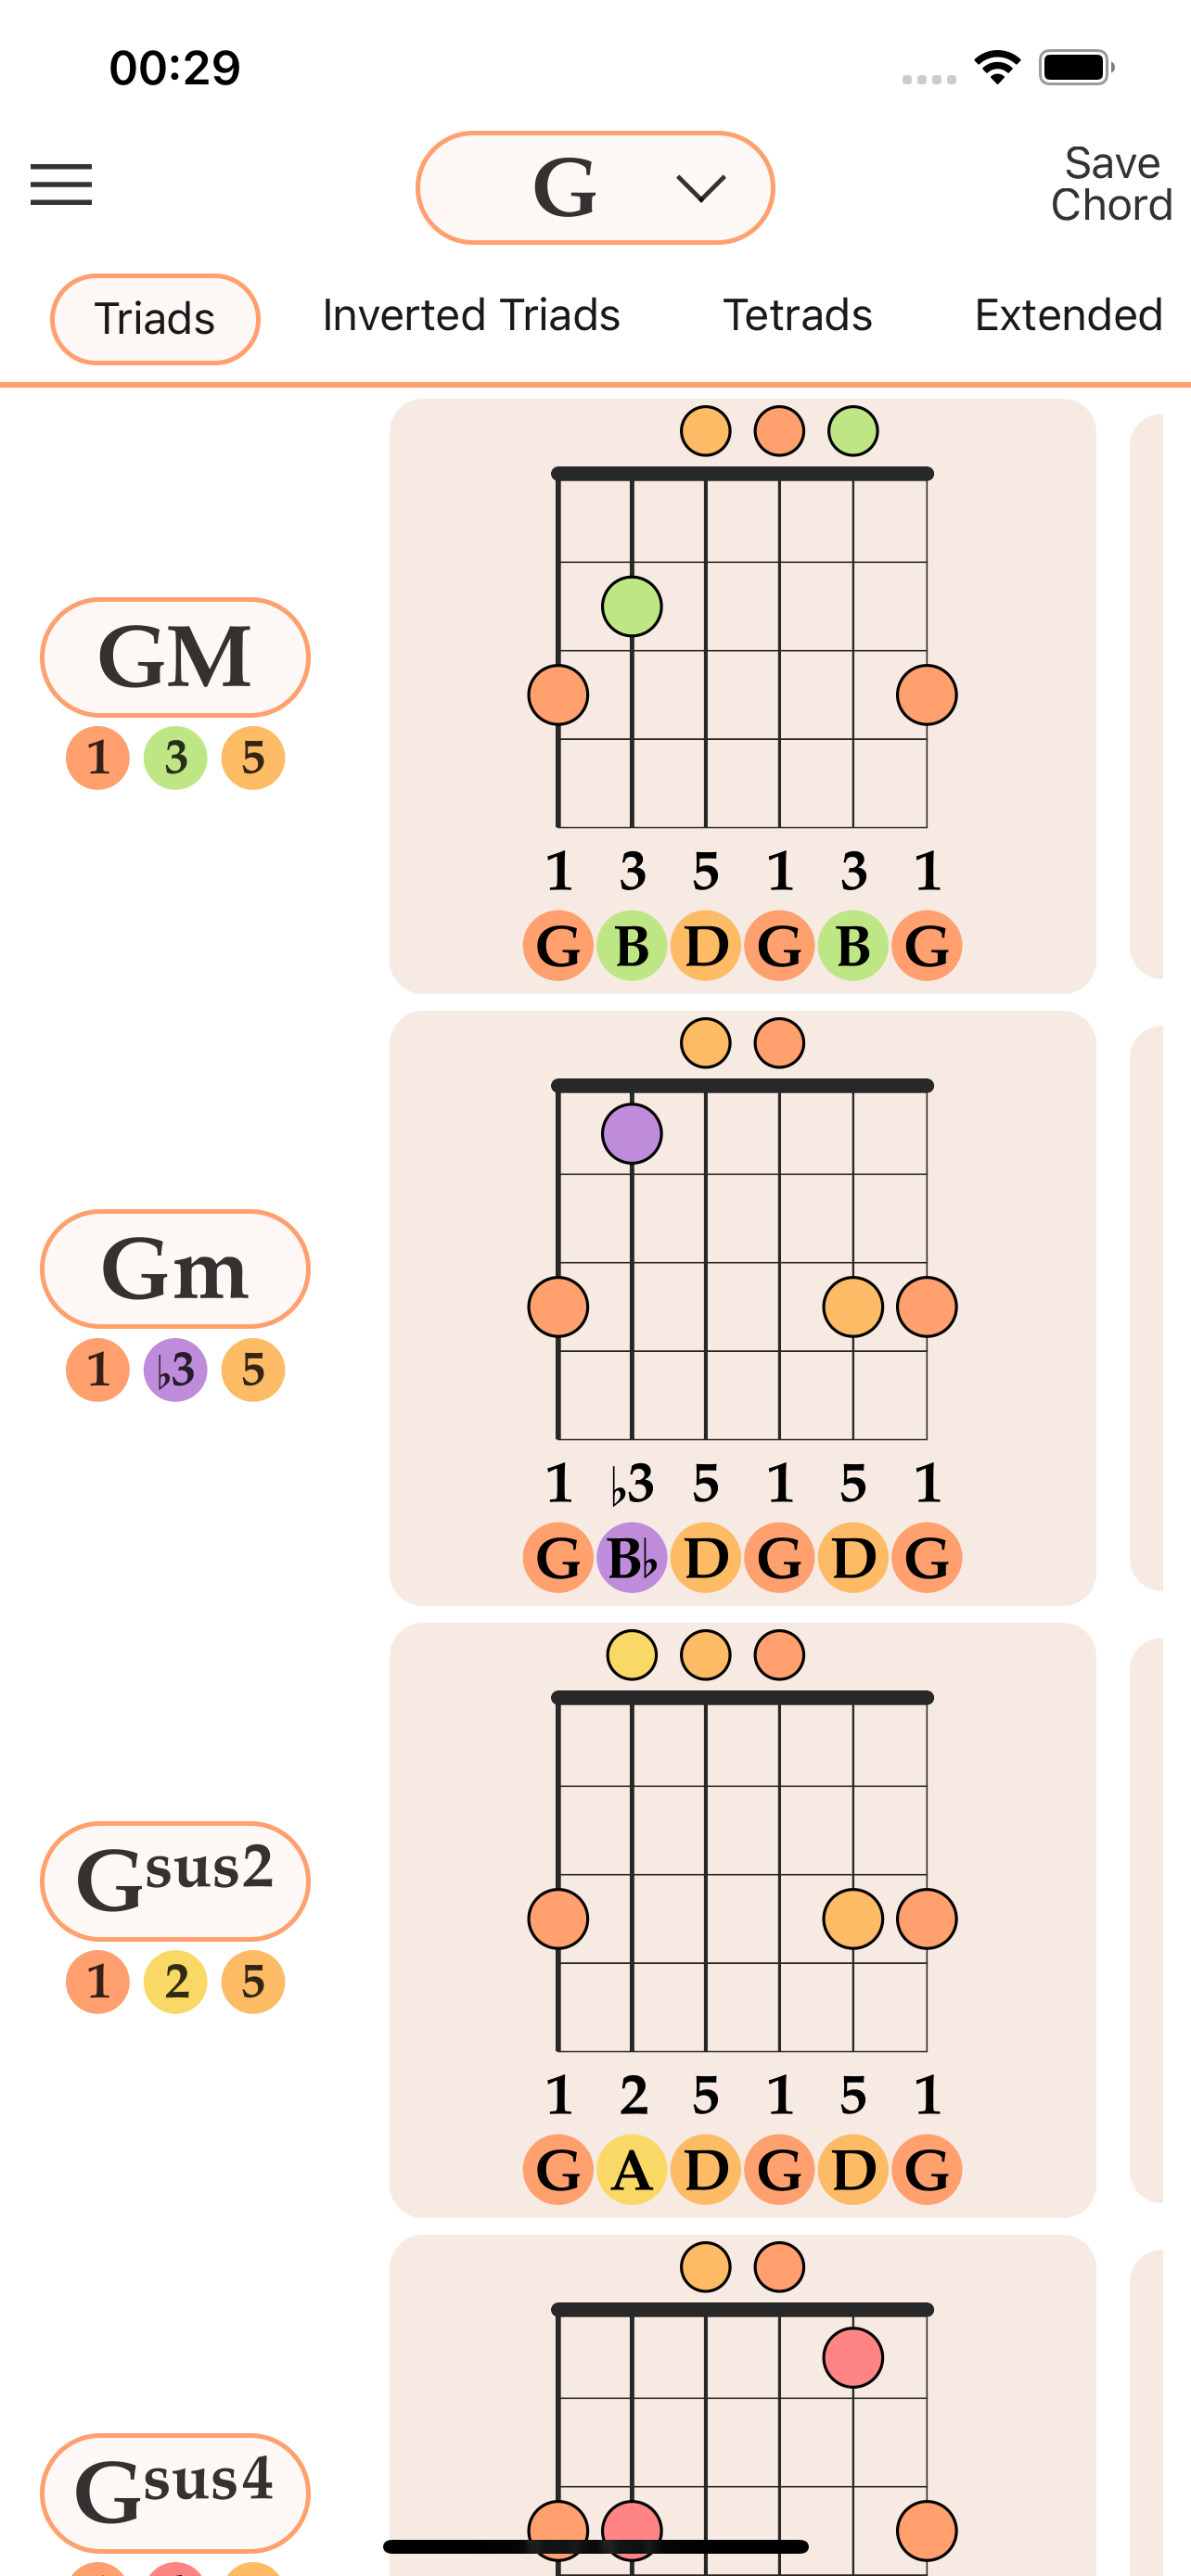 00:29
G
Save
Chord
Triads Inverted Triads Tetrads Extended
GM
1 3 5
1 3 5 1 3 1
G B D G B G
Gm
1 ♭3 5
1 ♭3 5 1 5 1
G B♭ D G D G
Gsus2
1 2 5
1 2 5 1 5 1
G A D G D G
Gsus4